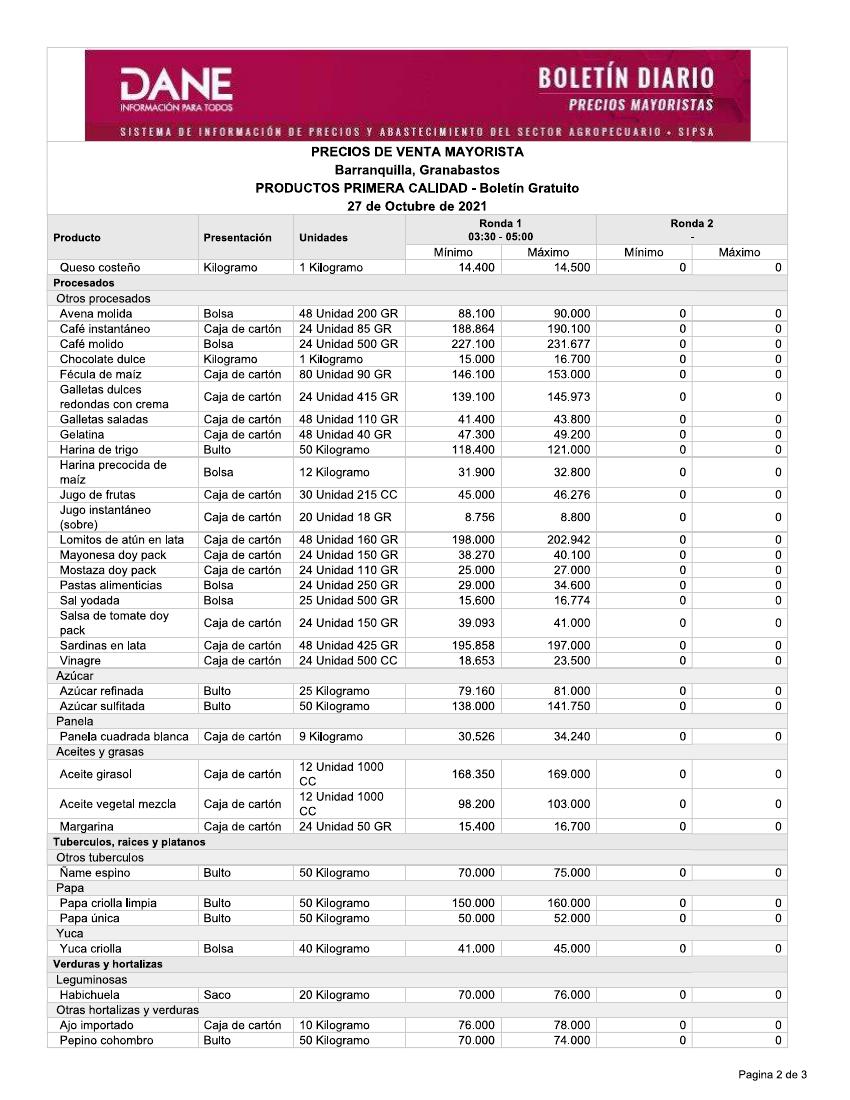 DANE
INFORMACIÓN PARA TODOS
BOLETÍN DIARIO
PRECIOS MAYORISTAS
SISTEMA DE INFORMACIÓN DE PRECIOS Y ABASTECIMIENTO DEL SECTOR AGROPECUARIO • SIPSA
PRECIOS DE VENTA MAYORISTA
Barranquilla, Granabastos
PRODUCTOS PRIMERA CALIDAD - Boletín Gratuito
27 de Octubre de 2021
Producto Presentación Unidades Ronda 1 03:30 - 05:00 Ronda 2 -
Mínimo Máximo Mínimo Máximo
Queso costeño Kilogramo 1 Kilogramo 14.400 14.500 0 0
Procesados
Otros procesados
Avena molida Bolsa 48 Unidad 200 GR 88.100 90.000 0 0
Café instantáneo Caja de cartón 24 Unidad 85 GR 188.864 190.100 0 0
Café molido Bolsa 24 Unidad 500 GR 227.100 231.677 0 0
Chocolate dulce Kilogramo 1 Kilogramo 15.000 16.700 0 0
Fécula de maíz Caja de cartón 80 Unidad 90 GR 146.100 153.000 0 0
Galletas dulces
redondas con crema Caja de cartón 24 Unidad 415 GR 139.100 145.973 0 0
Galletas saladas Caja de cartón 48 Unidad 110 GR 41.400 43.800 0 0
Gelatina Caja de cartón 48 Unidad 40 GR 47.300 49.200 0 0
Harina de trigo Bulto 50 Kilogramo 118.400 121.000 0 0
Harina precocida de
maíz Bolsa 12 Kilogramo 31.900 32.800 0 0
Jugo de frutas Caja de cartón 30 Unidad 215 CC 45.000 46.276 0 0
Jugo instantáneo
(sobre) Caja de cartón 20 Unidad 18 GR 8.756 8.800 0 0
Lomitos de atún en lata Caja de cartón 48 Unidad 160 GR 198.000 202.942 0 0
Mayonesa doy pack Caja de cartón 24 Unidad 150 GR 38.270 40.100 0 0
Mostaza doy pack Caja de cartón 24 Unidad 110 GR 25.000 27.000 0 0
Pastas alimenticias Bolsa 24 Unidad 250 GR 29.000 34.600 0 0
Sal yodada Bolsa 25 Unidad 500 GR 15.600 16.774 0 0
Salsa de tomate doy
pack Caja de cartón 24 Unidad 150 GR 39.093 41.000 0 0
Sardinas en lata Caja de cartón 48 Unidad 425 GR 195.858 197.000 0 0
Vinagre Caja de cartón 24 Unidad 500 CC 18.653 23.500 0 0
Azúcar
Azúcar refinada Bulto 25 Kilogramo 79.160 81.000 0 0
Azúcar sulfitada Bulto 50 Kilogramo 138.000 141.750 0 0
Panela
Panela cuadrada blanca Caja de cartón 9 Kilogramo 30.526 34.240 0 0
Aceites y grasas
Aceite girasol Caja de cartón 12 Unidad 1000
CC 168.350 169.000 0 0
Aceite vegetal mezcla Caja de cartón 12 Unidad 1000
CC 98.200 103.000 0 0
Margarina Caja de cartón 24 Unidad 50 GR 15.400 16.700 0 0
Tuberculos, raices y platanos
Otros tuberculos
Ñame espino Bulto 50 Kilogramo 70.000 75.000 0 0
Papa
Papa criolla limpia Bulto 50 Kilogramo 150.000 160.000 0 0
Papa única Bulto 50 Kilogramo 50.000 52.000 0 0
Yuca
Yuca criolla Bolsa 40 Kilogramo 41.000 45.000 0 0
Verduras y hortalizas
Leguminosas
Habichuela Saco 20 Kilogramo 70.000 76.000 0 0
Otras hortalizas y verduras
Ajo importado Caja de cartón 10 Kilogramo 76.000 78.000 0 0
Pepino cohombro Bulto 50 Kilogramo 70.000 74.000 0 0
Pagina 2 de 3